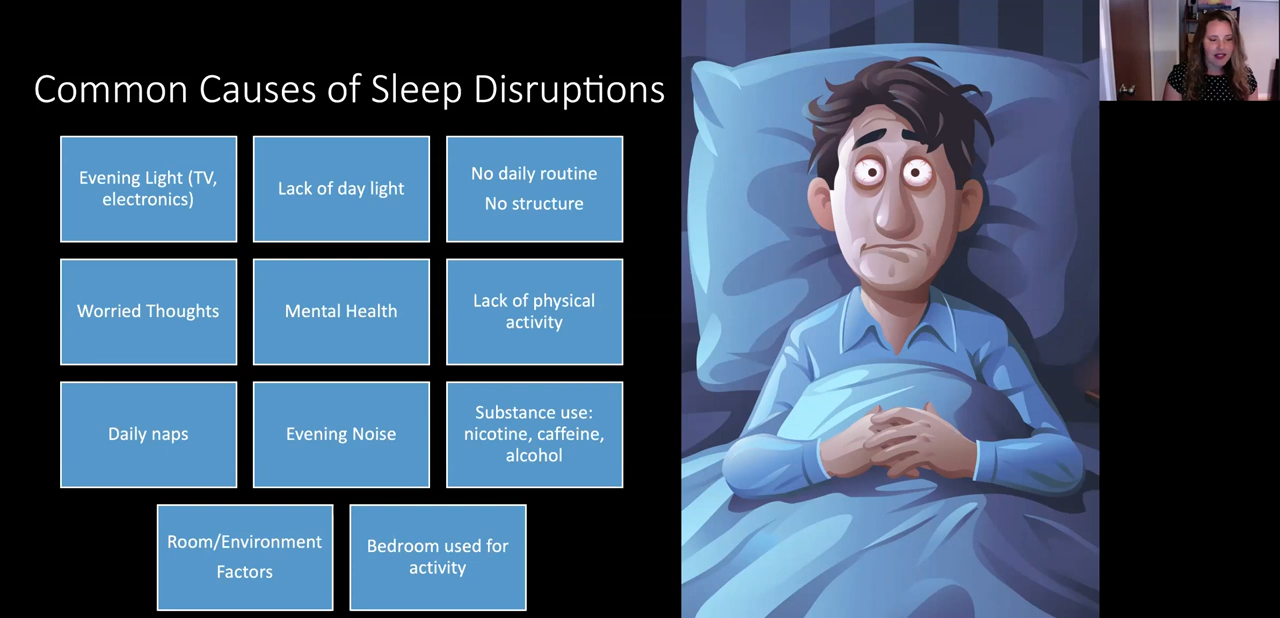 Common Causes of Sleep Disruptions
Evening Light (TV,
electronics)
Lack of day light
No daily routine
No structure
Worried Thoughts
Mental Health
Lack of physical
activity
Daily naps
Evening Noise
Substance use:
nicotine, caffeine,
alcohol
Room/Environment
Factors
Bedroom used for
activity